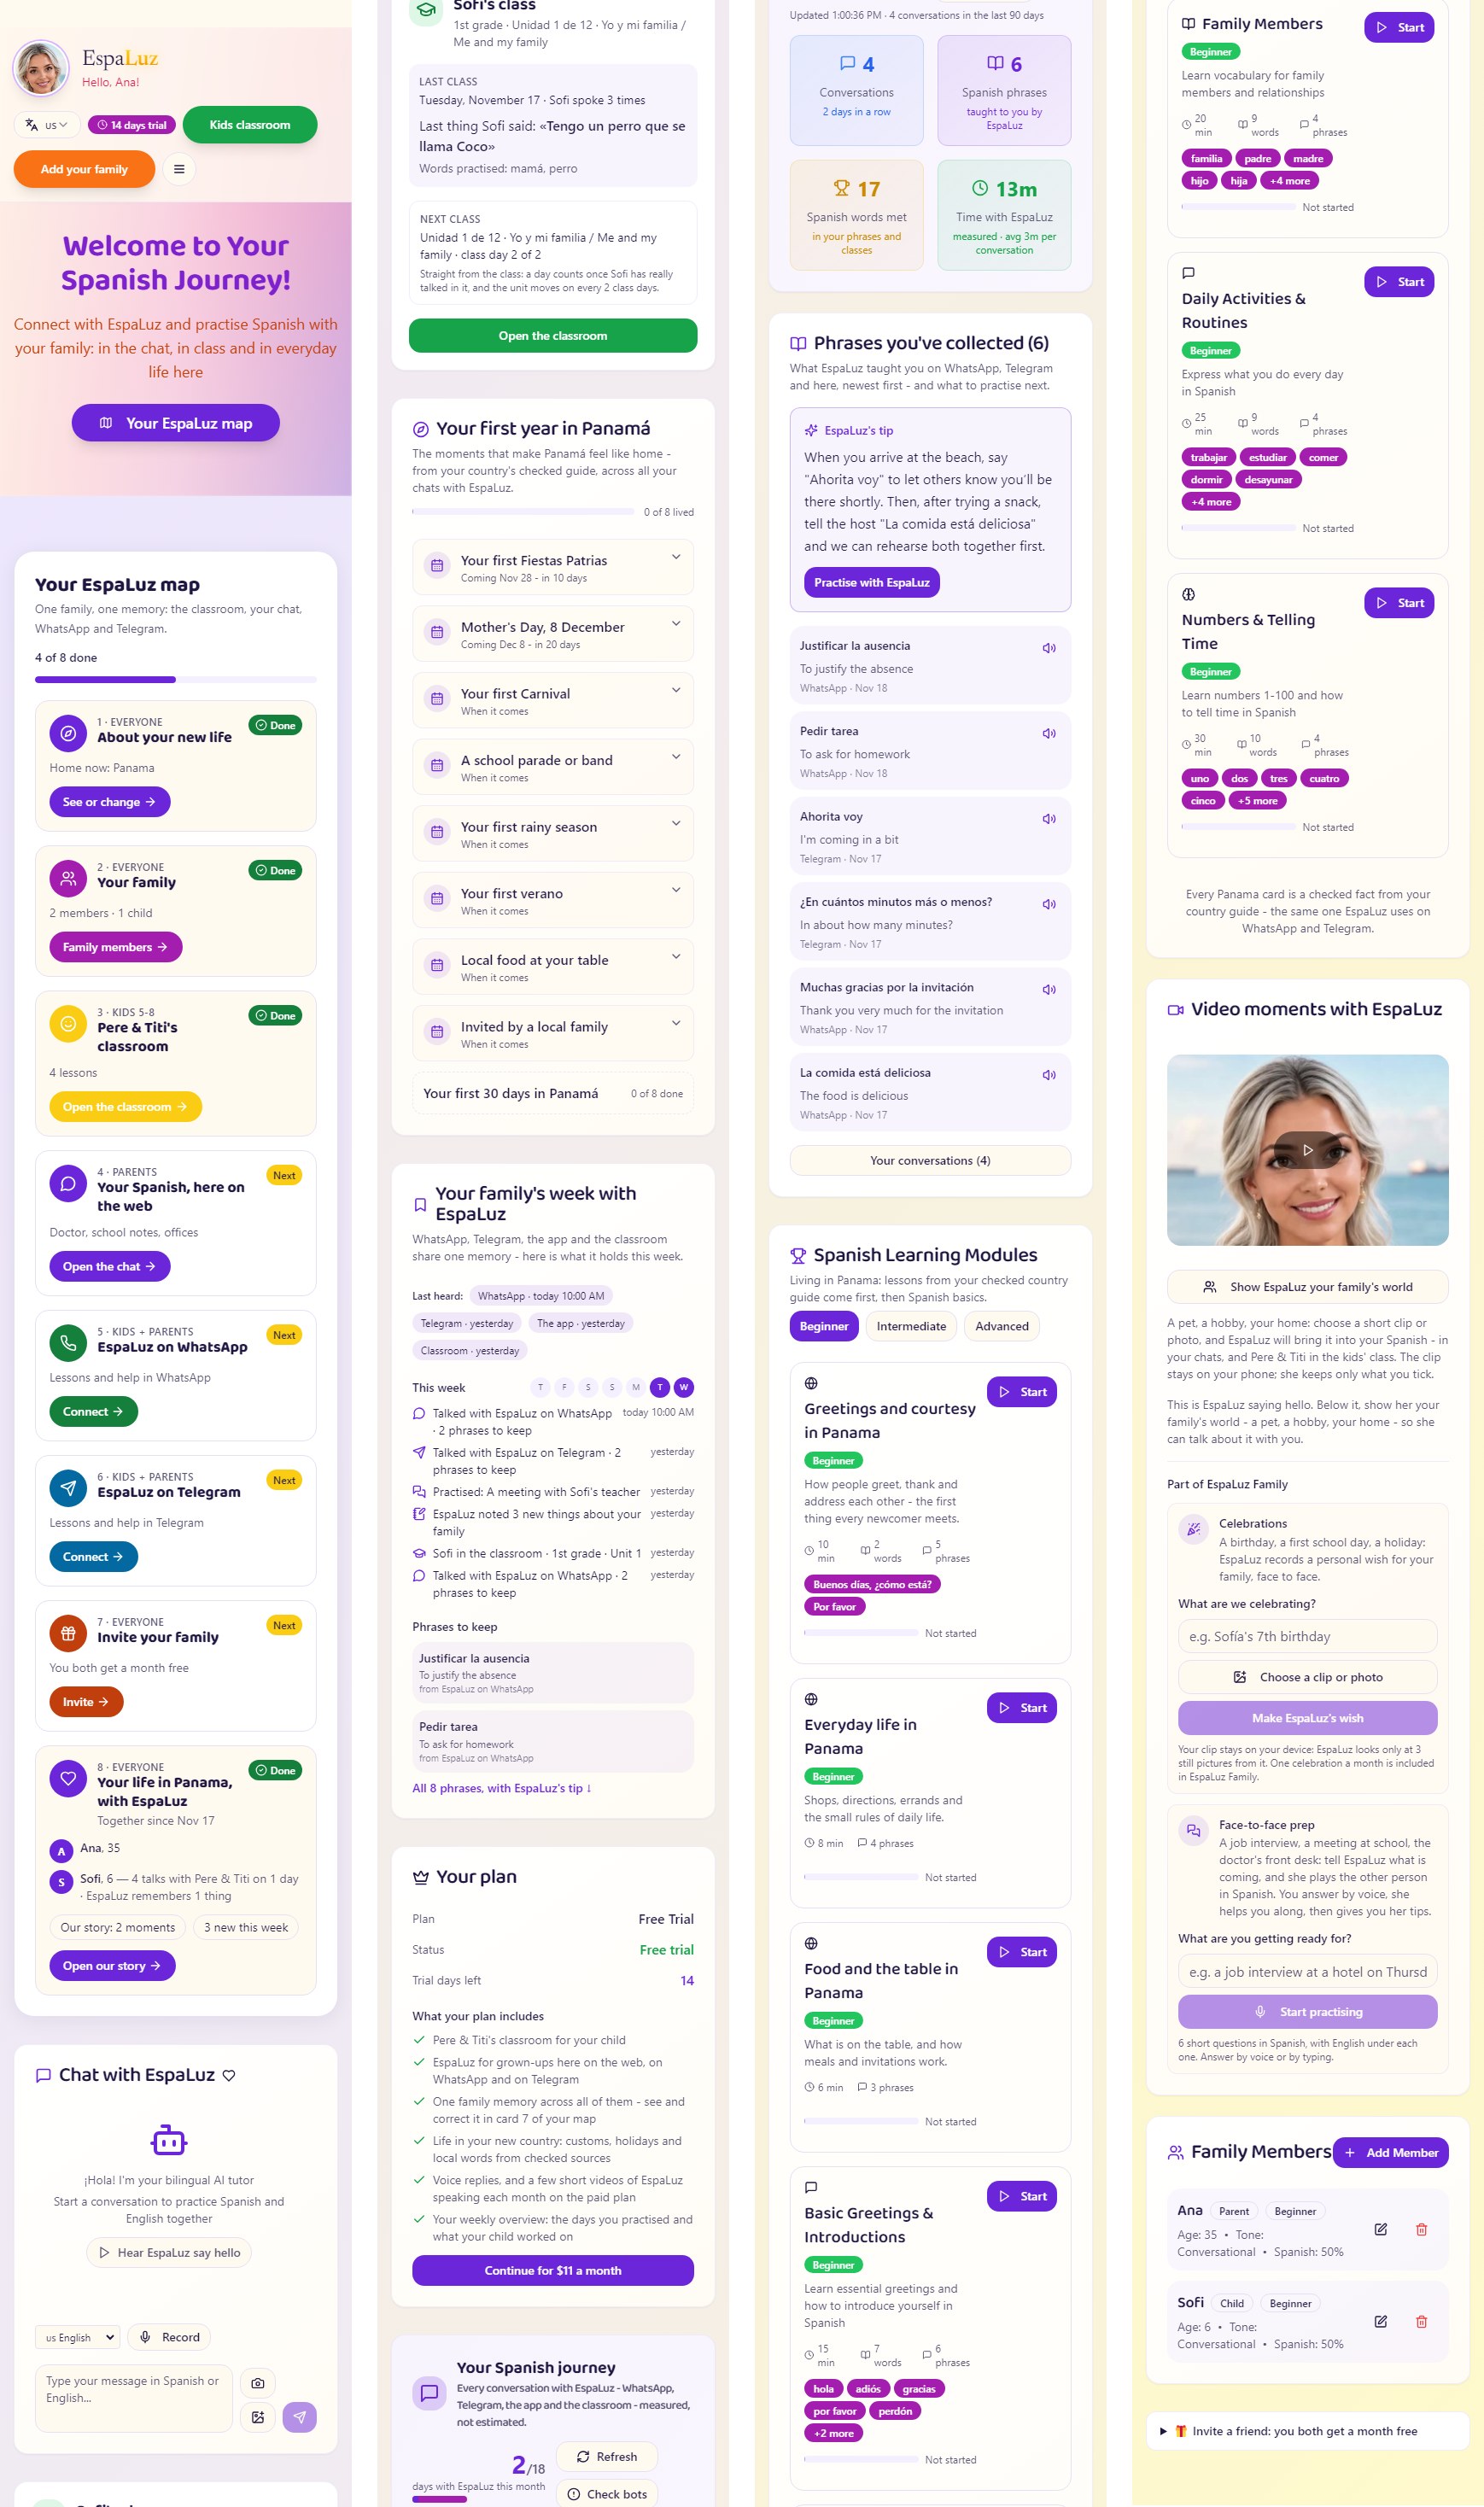 EspaLuz
Hello, Ana!
us
14 days trial
Kids classroom
Add your family
Welcome to Your
Spanish Journey!
Connect with EspaLuz and practise Spanish with
your family: in the chat, in class and in everyday
life here
Your EspaLuz map
Your EspaLuz map
One family, one memory: the classroom, your chat,
WhatsApp and Telegram.
4 of 8 done
1 · EVERYONE
Done
About your new life
Home now: Panama
See or change →
2 · EVERYONE
Done
Your family
2 members · 1 child
Family members →
3 · KIDS 5-8
Done
Pere & Titi's
classroom
4 lessons
Open the classroom →
4 · PARENTS
Next
Your Spanish, here on
the web
Doctor, school notes, offices
Open the chat →
5 · KIDS + PARENTS
Next
EspaLuz on WhatsApp
Lessons and help in WhatsApp
Connect →
6 · KIDS + PARENTS
Next
EspaLuz on Telegram
Lessons and help in Telegram
Connect →
7 · EVERYONE
Next
Invite your family
You both get a month free
Invite →
8 · EVERYONE
Done
Your life in Panama,
with EspaLuz
Together since Nov 17
A
Ana, 35
S
Sofi, 6 — 4 talks with Pere & Titi on 1 day
· EspaLuz remembers 1 thing
Our story: 2 moments
3 new this week
Open our story →
Chat with EspaLuz
¡Hola! I'm your bilingual AI tutor
Start a conversation to practice Spanish and
English together
Hear EspaLuz say hello
us English
Record
Type your message in Spanish or
English...
Sofi's class
1st grade · Unidad 1 de 12 · Yo y mi familia /
Me and my family
LAST CLASS
Tuesday, November 17 · Sofi spoke 3 times
Last thing Sofi said: «Tengo un perro que se
llama Coco»
Words practised: mamá, perro
NEXT CLASS
Unidad 1 de 12 · Yo y mi familia / Me and my
family · class day 2 of 2
Straight from the class: a day counts once Sofi has really
talked in it, and the unit moves on every 2 class days.
Open the classroom
Your first year in Panamá
The moments that make Panamá feel like home -
from your country's checked guide, across all your
chats with EspaLuz.
0 of 8 lived
Your first Fiestas Patrias
Coming Nov 28 - in 10 days
Mother's Day, 8 December
Coming Dec 8 - in 20 days
Your first Carnival
When it comes
A school parade or band
When it comes
Your first rainy season
When it comes
Your first verano
When it comes
Local food at your table
When it comes
Invited by a local family
When it comes
Your first 30 days in Panamá
0 of 8 done
Your family's week with
EspaLuz
WhatsApp, Telegram, the app and the classroom
share one memory - here is what it holds this week.
Last heard:
WhatsApp · today 10:00 AM
Telegram · yesterday
The app · yesterday
Classroom · yesterday
This week
T F S S M T W
Talked with EspaLuz on WhatsApp
· 2 phrases to keep
today 10:00 AM
Talked with EspaLuz on Telegram · 2
phrases to keep
yesterday
Practised: A meeting with Sofi's teacher
yesterday
EspaLuz noted 3 new things about your
family
yesterday
Sofi in the classroom · 1st grade · Unit 1
yesterday
Talked with EspaLuz on WhatsApp · 2
phrases to keep
yesterday
Phrases to keep
Justificar la ausencia
To justify the absence
from EspaLuz on WhatsApp
Pedir tarea
To ask for homework
from EspaLuz on WhatsApp
All 8 phrases, with EspaLuz's tip ↓
Your plan
Plan
Free Trial
Status
Free trial
Trial days left
14
What your plan includes
Pere & Titi's classroom for your child
EspaLuz for grown-ups here on the web, on
WhatsApp and on Telegram
One family memory across all of them - see and
correct it in card 7 of your map
Life in your new country: customs, holidays and
local words from checked sources
Voice replies, and a few short videos of EspaLuz
speaking each month on the paid plan
Your weekly overview: the days you practised and
what your child worked on
Continue for $11 a month
Your Spanish journey
Every conversation with EspaLuz - WhatsApp,
Telegram, the app and the classroom - measured,
not estimated.
2/18
days with EspaLuz this month
Refresh
Check bots
Updated 1:00:36 PM · 4 conversations in the last 90 days
4
Conversations
2 days in a row
6
Spanish phrases
taught to you by
EspaLuz
17
Spanish words met
in your phrases and
classes
13m
Time with EspaLuz
measured · avg 3m per
conversation
Phrases you've collected (6)
What EspaLuz taught you on WhatsApp, Telegram
and here, newest first - and what to practise next.
EspaLuz's tip
When you arrive at the beach, say
"Ahorita voy" to let others know you'll be
there shortly. Then, after trying a snack,
tell the host "La comida está deliciosa"
and we can rehearse both together first.
Practise with EspaLuz
Justificar la ausencia
To justify the absence
WhatsApp · Nov 18
Pedir tarea
To ask for homework
WhatsApp · Nov 18
Ahorita voy
I'm coming in a bit
Telegram · Nov 17
¿En cuántos minutos más o menos?
In about how many minutes?
Telegram · Nov 17
Muchas gracias por la invitación
Thank you very much for the invitation
WhatsApp · Nov 17
La comida está deliciosa
The food is delicious
WhatsApp · Nov 17
Your conversations (4)
Spanish Learning Modules
Living in Panama: lessons from your checked country
guide come first, then Spanish basics.
Beginner
Intermediate
Advanced
Greetings and courtesy
in Panama
Start
Beginner
How people greet, thank and
address each other - the first
thing every newcomer meets.
10 min
2 words
5 phrases
Buenos días, ¿cómo está?
Por favor
Not started
Everyday life in
Panama
Start
Beginner
Shops, directions, errands and
the small rules of daily life.
8 min
4 phrases
Not started
Food and the table in
Panama
Start
Beginner
What is on the table, and how
meals and invitations work.
6 min
3 phrases
Not started
Basic Greetings &
Introductions
Start
Beginner
Learn essential greetings and
how to introduce yourself in
Spanish
15 min
7 words
6 phrases
hola
adiós
gracias
por favor
perdón
+2 more
Not started
Family Members
Start
Beginner
Learn vocabulary for family
members and relationships
20 min
9 words
4 phrases
familia
padre
madre
hijo
hija
+4 more
Not started
Daily Activities &
Routines
Start
Beginner
Express what you do every day
in Spanish
25 min
9 words
4 phrases
trabajar
estudiar
comer
dormir
desayunar
+4 more
Not started
Numbers & Telling
Time
Start
Beginner
Learn numbers 1-100 and how
to tell time in Spanish
30 min
10 words
4 phrases
uno
dos
tres
cuatro
cinco
+5 more
Not started
Every Panama card is a checked fact from your
country guide - the same one EspaLuz uses on
WhatsApp and Telegram.
Video moments with EspaLuz
Show EspaLuz your family's world
A pet, a hobby, your home: choose a short clip or
photo, and EspaLuz will bring it into your Spanish - in
your chats, and Pere & Titi in the kids' class. The clip
stays on your phone; she keeps only what you tick.
This is EspaLuz saying hello. Below it, show her your
family's world - a pet, a hobby, your home - so she
can talk about it with you.
Part of EspaLuz Family
Celebrations
A birthday, a first school day, a holiday:
EspaLuz records a personal wish for your
family, face to face.
What are we celebrating?
e.g. Sofía's 7th birthday
Choose a clip or photo
Make EspaLuz's wish
Your clip stays on your device: EspaLuz looks only at 3
still pictures from it. One celebration a month is included
in EspaLuz Family.
Face-to-face prep
A job interview, a meeting at school, the
doctor's front desk: tell EspaLuz what is
coming, and she plays the other person
in Spanish. You answer by voice, she
helps you along, then gives you her tips.
What are you getting ready for?
e.g. a job interview at a hotel on Thursd
Start practising
6 short questions in Spanish, with English under each
one. Answer by voice or by typing.
Family Members
+ Add Member
Ana
Parent
Beginner
Age: 35 • Tone:
Conversational • Spanish: 50%
Sofi
Child
Beginner
Age: 6 • Tone:
Conversational • Spanish: 50%
Invite a friend: you both get a month free